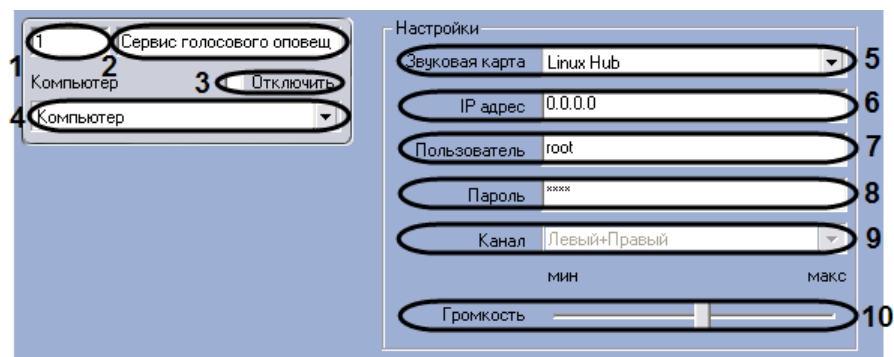 1 Сервис голосового оповещ
1 2
Компьютер 3 Отключить
4 Компьютер
Настройки
Звуковая карта Linux Hub 5
IP адрес 0.0.0.0 6
Пользователь root 7
Пароль **** 8
Канал Левый+Правый 9
мин макс
Громкость 10